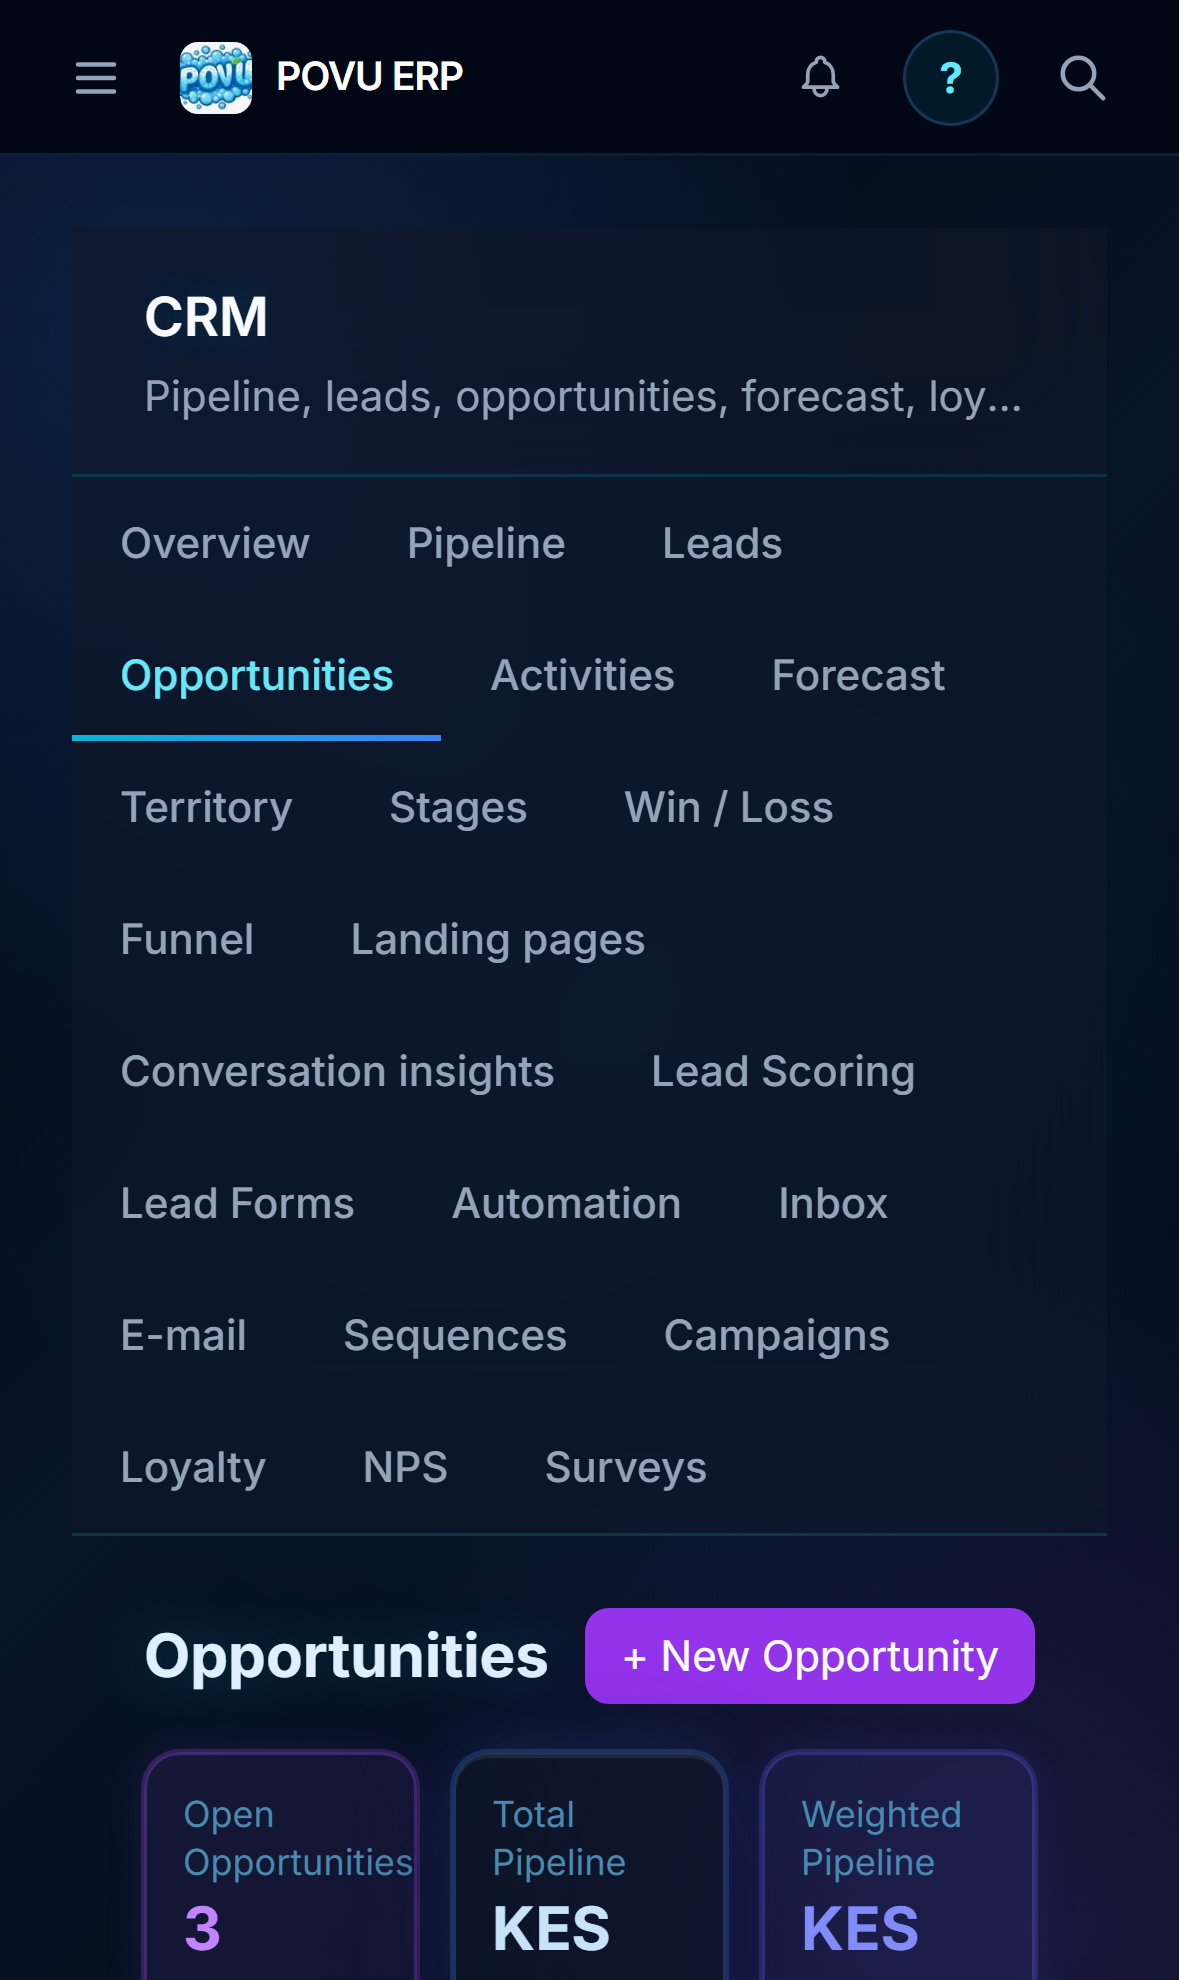 POVU
POVU ERP
?
CRM
Pipeline, leads, opportunities, forecast, loy...
Overview Pipeline Leads
Opportunities Activities Forecast
Territory Stages Win / Loss
Funnel Landing pages
Conversation insights Lead Scoring
Lead Forms Automation Inbox
E-mail Sequences Campaigns
Loyalty NPS Surveys
Opportunities + New Opportunity
Open Opportunities
3
Total Pipeline
KES
Weighted Pipeline
KES